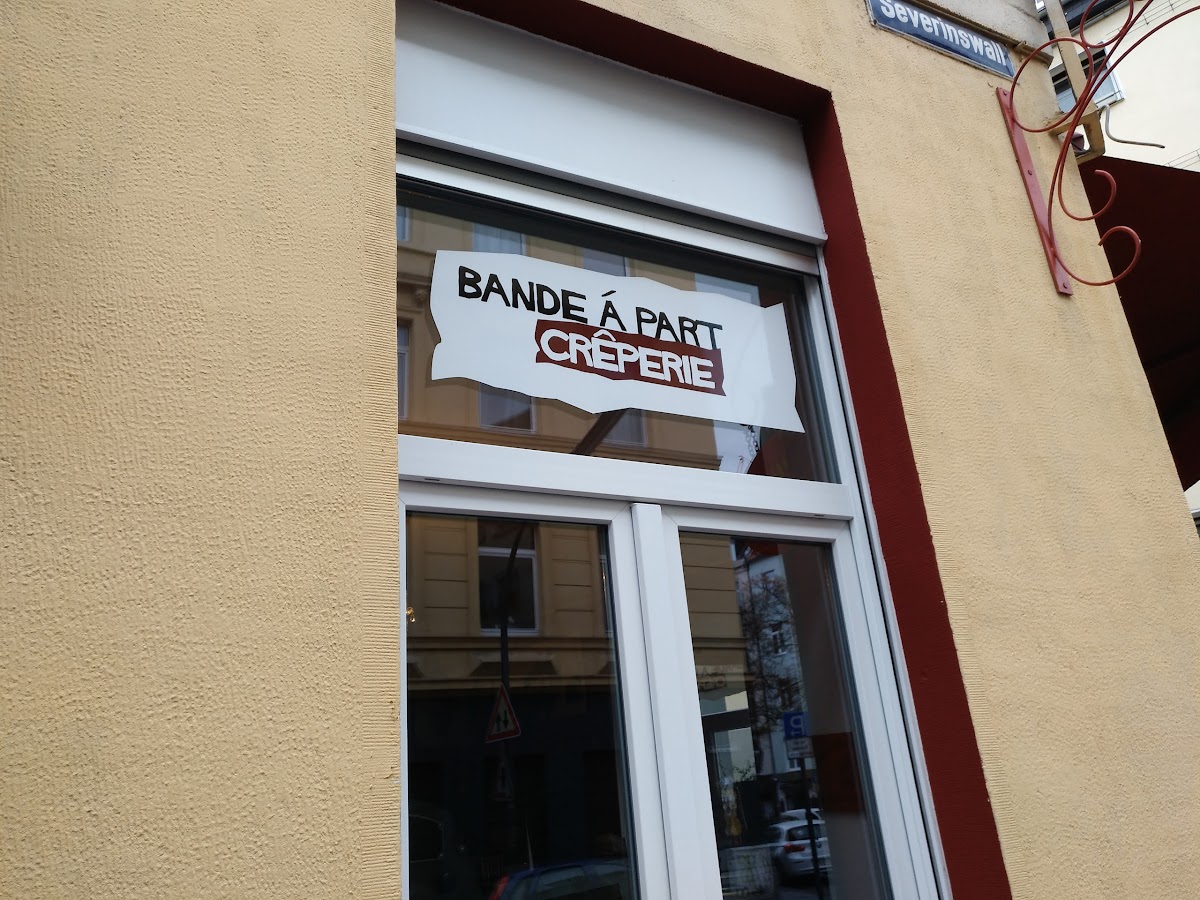 Severinswall
BANDE Á PART
CRÊPERIE